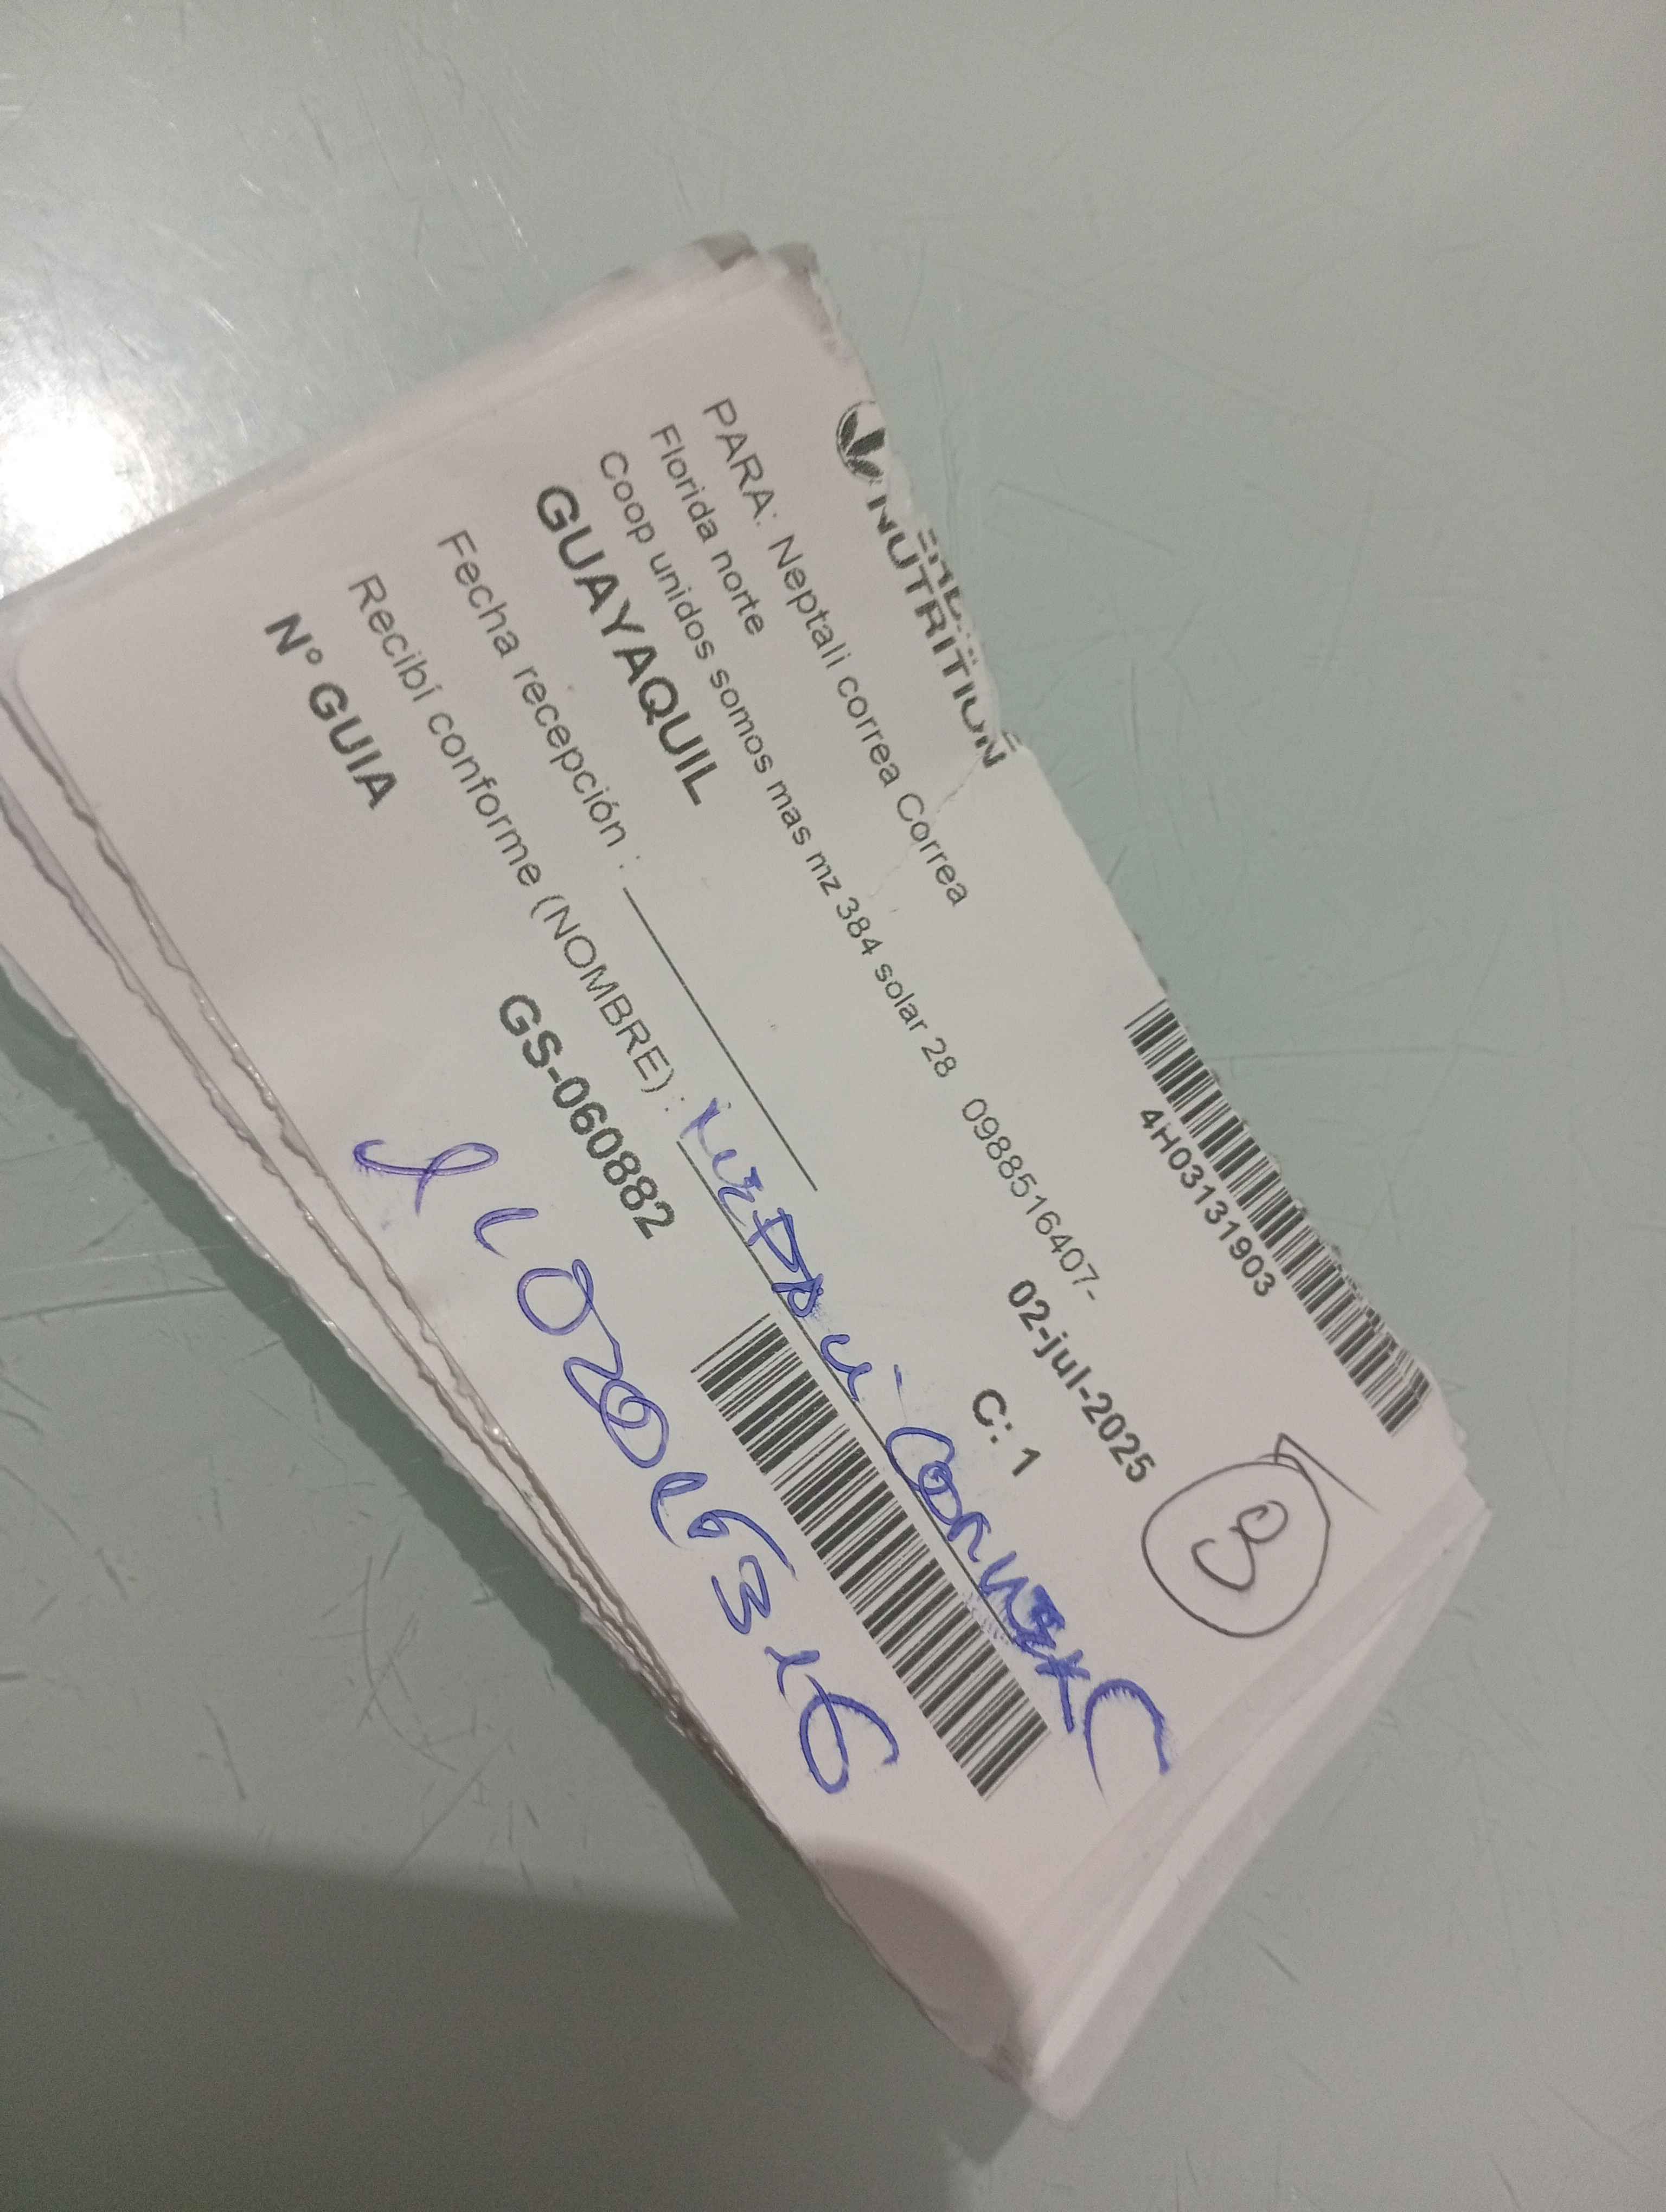 NUTRITION
4H03131903
PARA: Neptali correa Correa
Florida norte
Coop unidos somos mas mz 384 solar 28 0988516407-
02-jul-2025
GUAYAQUIL
C: 1
Fecha recepción :
Recibí conforme (NOMBRE) :
Nº GUIA GS-060882